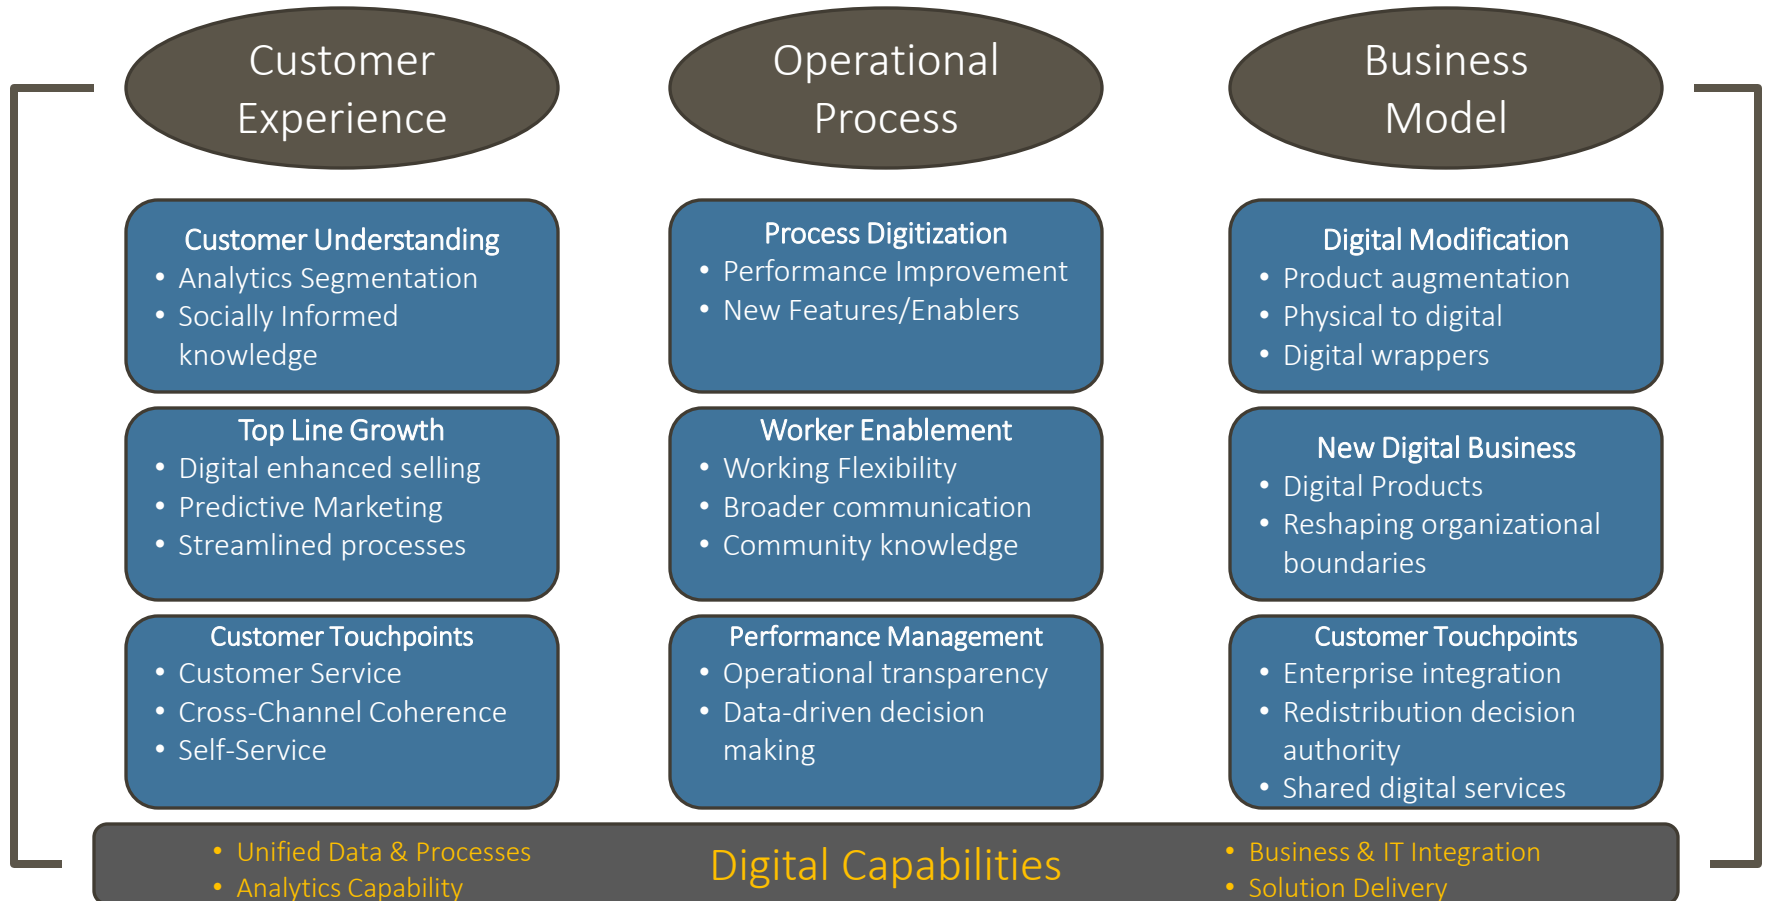 Customer
Experience
Operational
Process
Business
Model
Customer Understanding
• Analytics Segmentation
• Socially Informed
knowledge
Process Digitization
• Performance Improvement
• New Features/Enablers
Digital Modification
• Product augmentation
• Physical to digital
• Digital wrappers
Top Line Growth
• Digital enhanced selling
• Predictive Marketing
• Streamlined processes
Worker Enablement
• Working Flexibility
• Broader communication
• Community knowledge
New Digital Business
• Digital Products
• Reshaping organizational
boundaries
Customer Touchpoints
• Customer Service
• Cross-Channel Coherence
• Self-Service
Performance Management
• Operational transparency
• Data-driven decision
making
Customer Touchpoints
• Enterprise integration
• Redistribution decision
authority
• Shared digital services
• Unified Data & Processes
• Analytics Capability
Digital Capabilities
• Business & IT Integration
• Solution Delivery